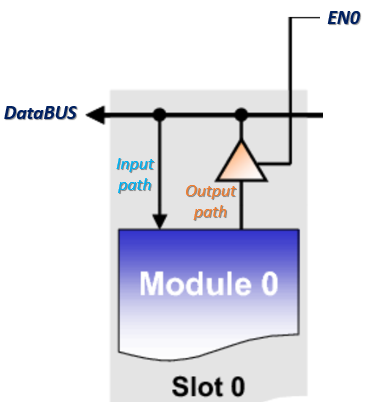 EN0
DataBUS
Input
path
Output
path
Module 0
Slot 0